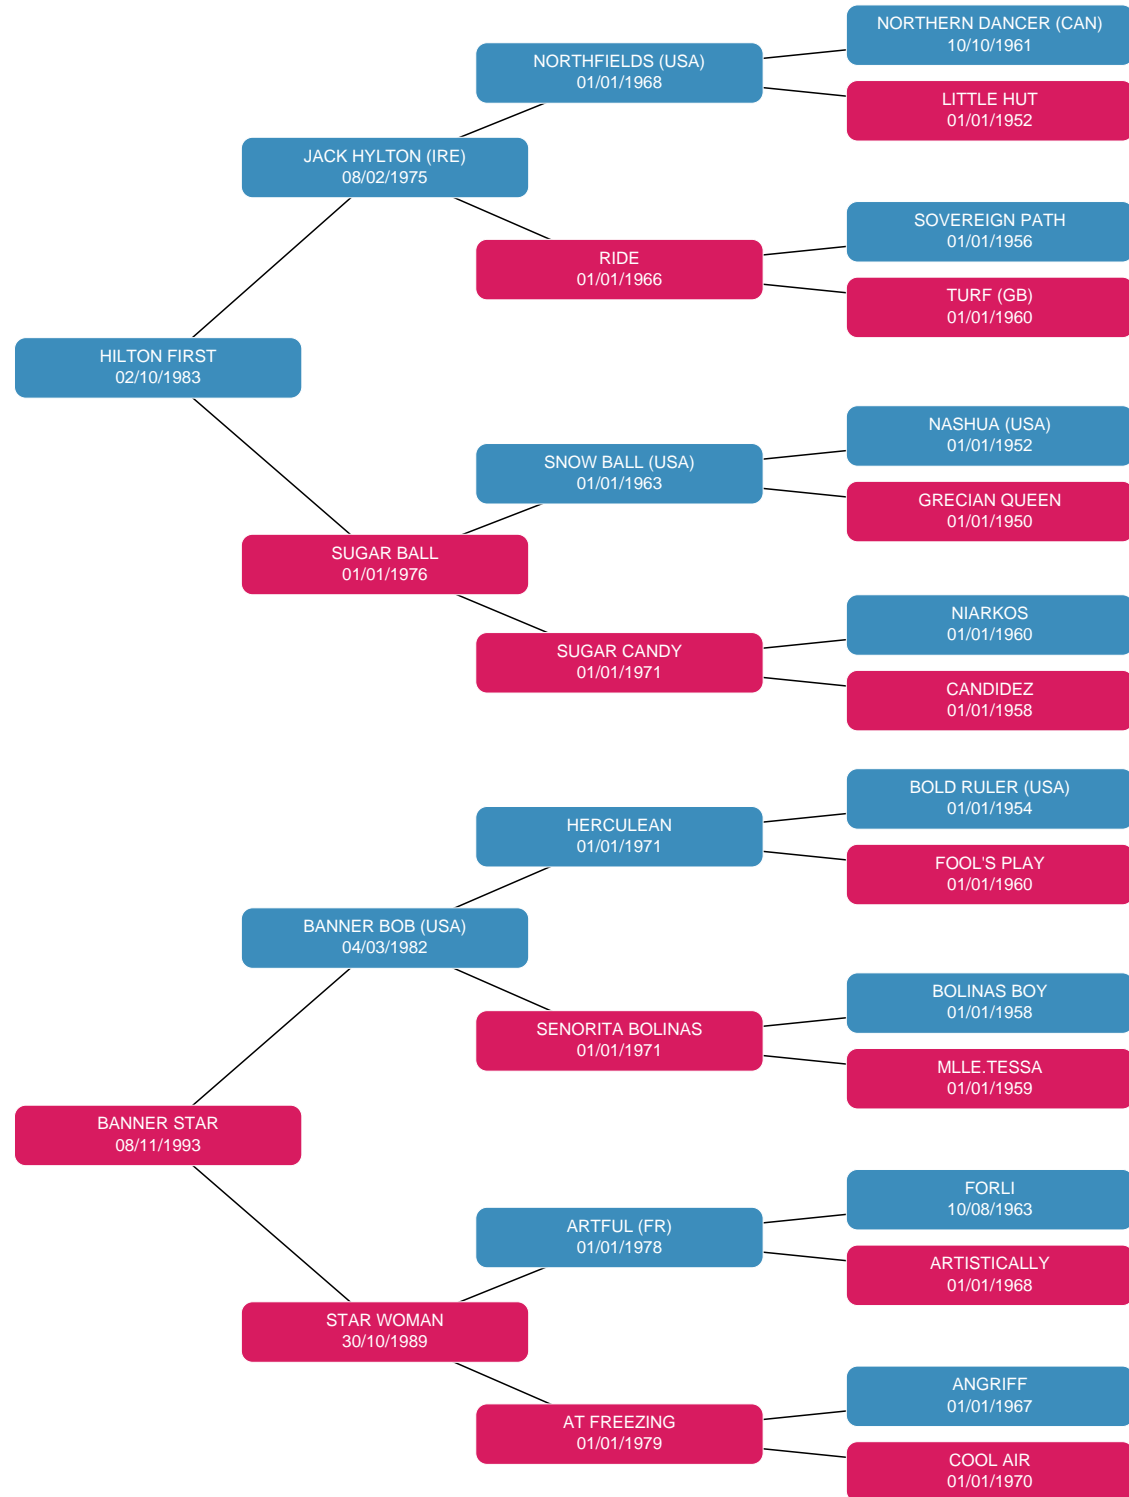 NORTHERN DANCER (CAN)
10/10/1961
NORTHFIELDS (USA)
01/01/1968
LITTLE HUT
01/01/1952
JACK HYLTON (IRE)
08/02/1975
SOVEREIGN PATH
01/01/1956
RIDE
01/01/1966
TURF (GB)
01/01/1960
HILTON FIRST
02/10/1983
NASHUA (USA)
01/01/1952
SNOW BALL (USA)
01/01/1963
GRECIAN QUEEN
01/01/1950
SUGAR BALL
01/01/1976
NIARKOS
01/01/1960
SUGAR CANDY
01/01/1971
CANDIDEZ
01/01/1958
BOLD RULER (USA)
01/01/1954
HERCULEAN
01/01/1971
FOOL'S PLAY
01/01/1960
BANNER BOB (USA)
04/03/1982
BOLINAS BOY
01/01/1958
SENORITA BOLINAS
01/01/1971
MLLE.TESSA
01/01/1959
BANNER STAR
08/11/1993
FORLI
10/08/1963
ARTFUL (FR)
01/01/1978
ARTISTICALLY
01/01/1968
STAR WOMAN
30/10/1989
ANGRIFF
01/01/1967
AT FREEZING
01/01/1979
COOL AIR
01/01/1970